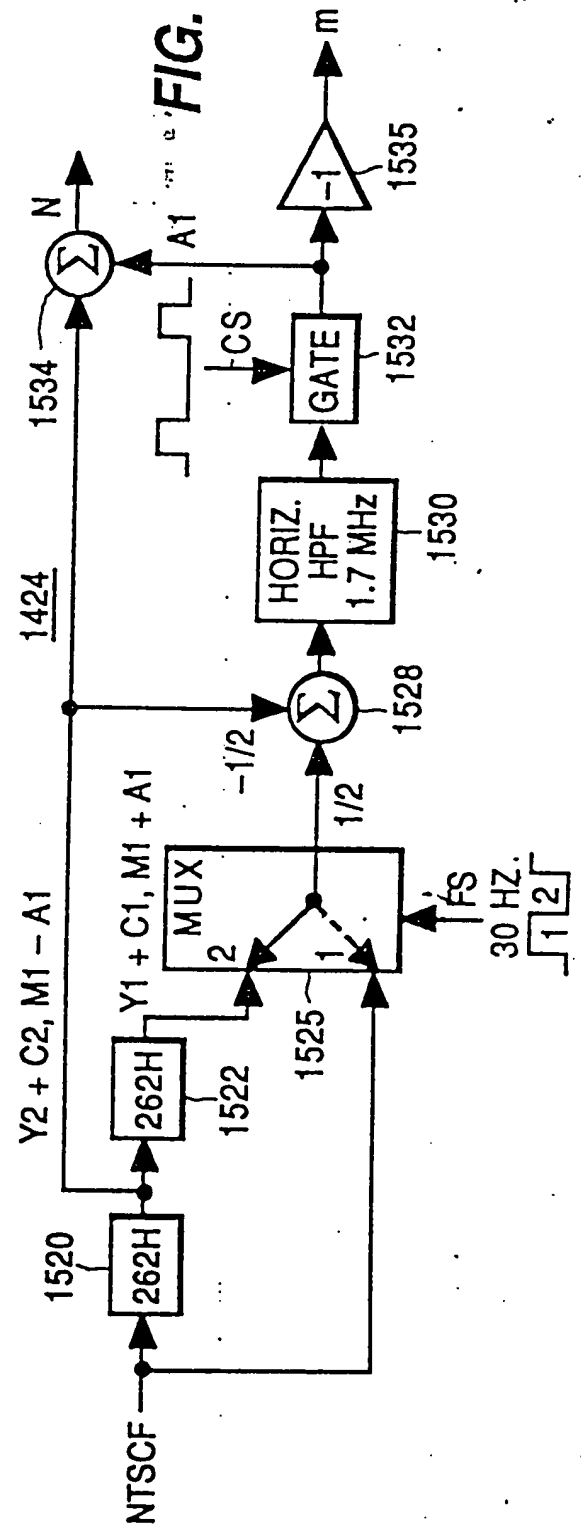 FIG.
1424
NTSCF
1520
262H
Y2 + C2, M1 − A1
262H
1522
Y1 + C1, M1 + A1
MUX
2
1
1525
FS
30 HZ.
1 2
−1/2
1/2
Σ
1528
HORIZ.
HPF
1.7 MHz
1530
CS
GATE
1532
A1
1534
Σ
N
−1
1535
m